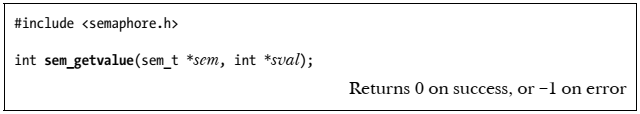 #include <semaphore.h>
int sem_getvalue(sem_t *sem, int *sval);
Returns 0 on success, or –1 on error